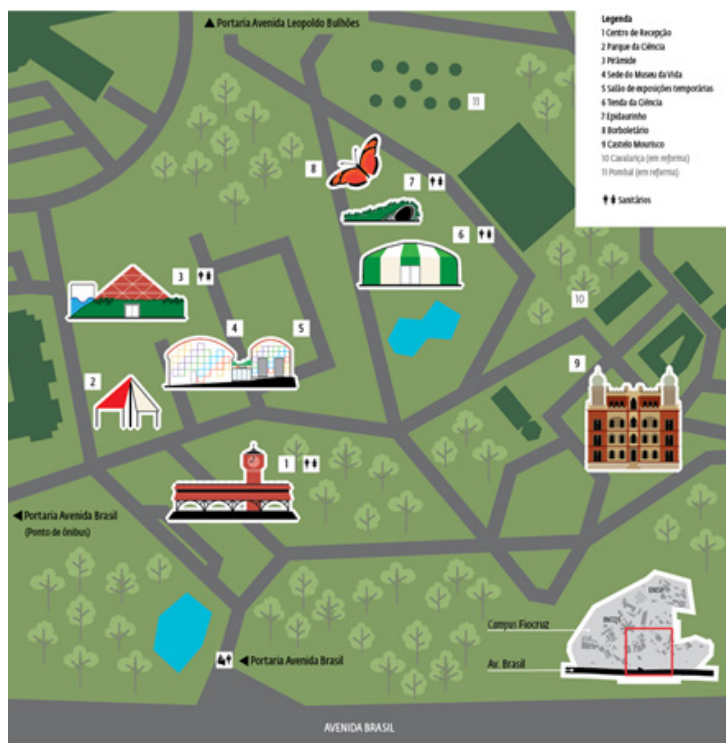 Portaria Avenida Leopoldo Bulhões
Legenda
1 Centro de Recepção
2 Parque da Ciência
3 Pirâmide
4 Sede do Museu da Vida
5 Salão de exposições temporárias
6 Tenda da Ciência
7 Epidaurinho
8 Borboletário
9 Castelo Mourisco
10 Cavalariça (em reforma)
11 Pombal (em reforma)
Sanitários
11
8
7
6
3
10
4
5
9
2
1
Portaria Avenida Brasil
(Ponto de ônibus)
ENSP
INCQS
Campus Fiocruz
Av. Brasil
Portaria Avenida Brasil
AVENIDA BRASIL